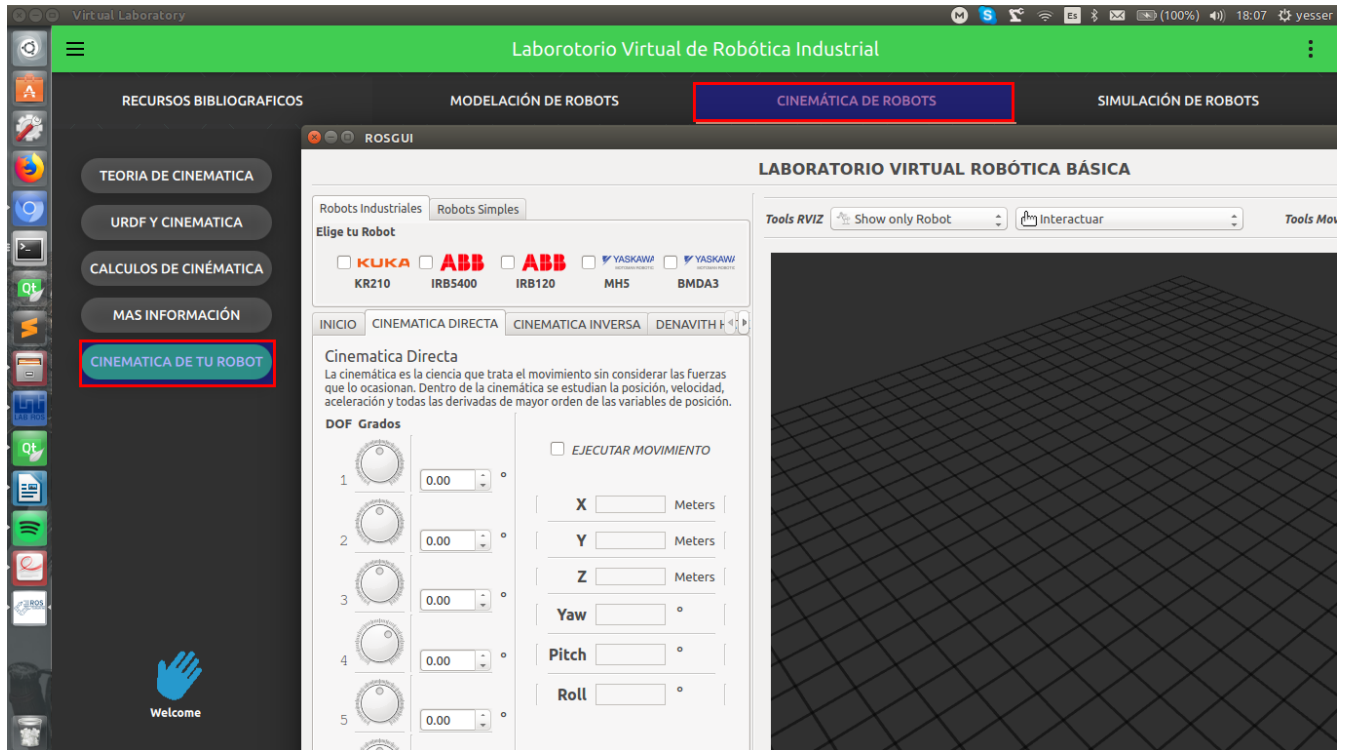 Virtual Laboratory
Es
(100%)
18:07
yesser
Laborotorio Virtual de Robótica Industrial
RECURSOS BIBLIOGRAFICOS
MODELACIÓN DE ROBOTS
CINEMÁTICA DE ROBOTS
SIMULACIÓN DE ROBOTS
ROSGUI
LABORATORIO VIRTUAL ROBÓTICA BÁSICA
TEORIA DE CINEMATICA
URDF Y CINEMATICA
CALCULOS DE CINÉMATICA
MAS INFORMACIÓN
CINEMATICA DE TU ROBOT
Welcome
Robots Industriales
Robots Simples
Elige tu Robot
KUKA
ABB
ABB
YASKAWA
YASKAWA
KR210
IRB5400
IRB120
MH5
BMDA3
Tools RVIZ
Show only Robot
Interactuar
Tools Mov
INICIO
CINEMATICA DIRECTA
CINEMATICA INVERSA
DENAVITH
Cinematica Directa
La cinemática es la ciencia que trata el movimiento sin considerar las fuerzas
que lo ocasionan. Dentro de la cinemática se estudian la posición, velocidad,
aceleración y todas las derivadas de mayor orden de las variables de posición.
DOF Grados
1 0.00 °
2 0.00 °
3 0.00 °
4 0.00 °
5 0.00 °
EJECUTAR MOVIMIENTO
X Meters
Y Meters
Z Meters
Yaw °
Pitch °
Roll °